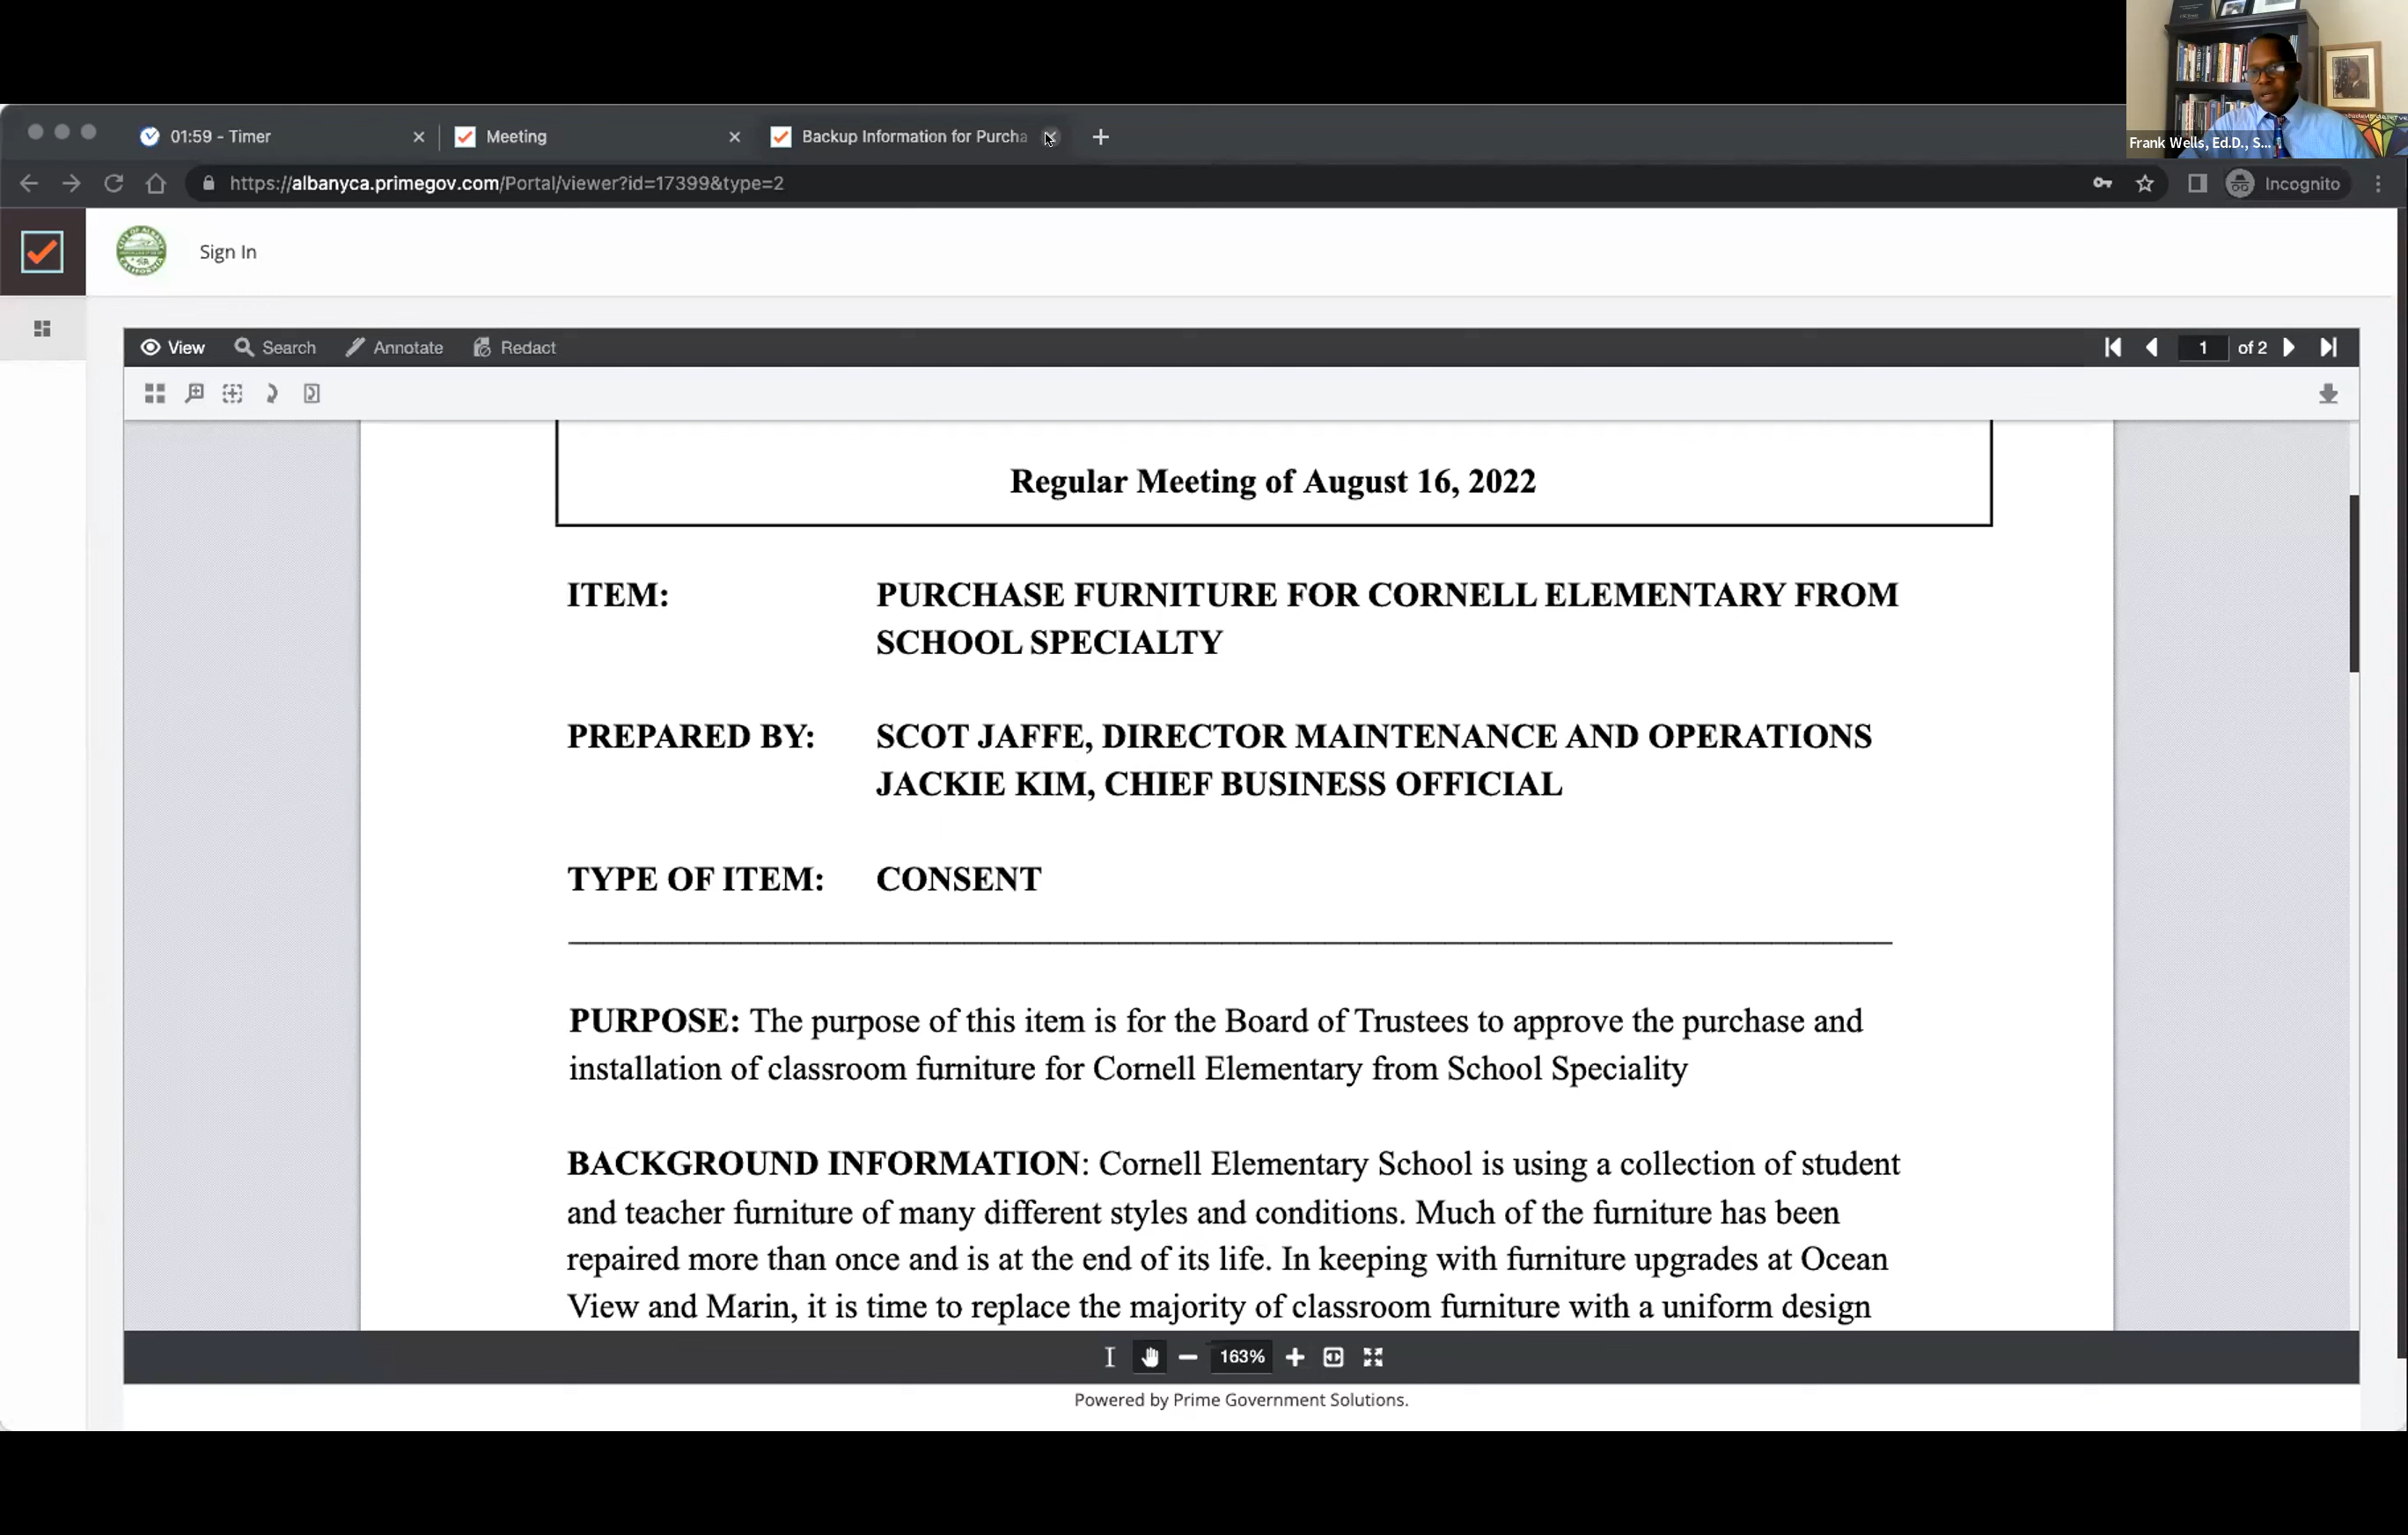 01:59 - Timer
Meeting
Backup Information for Purcha
Frank Wells, Ed.D., S...
https://albanyca.primegov.com/Portal/viewer?id=17399&type=2
Incognito
Sign In
View
Search
Annotate
Redact
1 of 2
Regular Meeting of August 16, 2022
ITEM: PURCHASE FURNITURE FOR CORNELL ELEMENTARY FROM
SCHOOL SPECIALTY
PREPARED BY: SCOT JAFFE, DIRECTOR MAINTENANCE AND OPERATIONS
JACKIE KIM, CHIEF BUSINESS OFFICIAL
TYPE OF ITEM: CONSENT
PURPOSE: The purpose of this item is for the Board of Trustees to approve the purchase and
installation of classroom furniture for Cornell Elementary from School Speciality
BACKGROUND INFORMATION: Cornell Elementary School is using a collection of student
and teacher furniture of many different styles and conditions. Much of the furniture has been
repaired more than once and is at the end of its life. In keeping with furniture upgrades at Ocean
View and Marin, it is time to replace the majority of classroom furniture with a uniform design
163%
Powered by Prime Government Solutions.